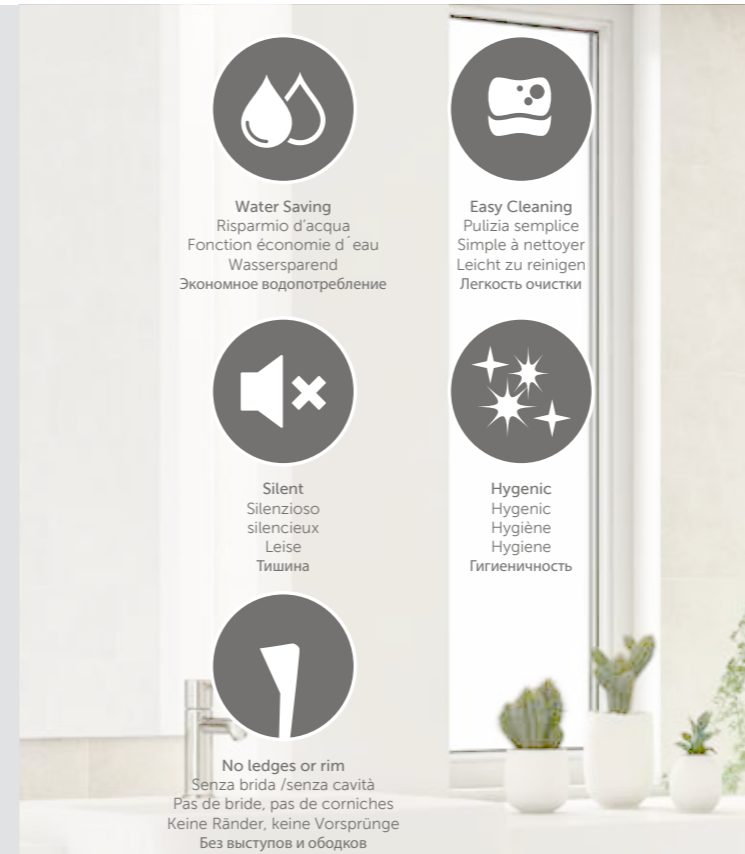 Water Saving
Risparmio d'acqua
Fonction économie d´eau
Wassersparend
Экономное водопотребление
Easy Cleaning
Pulizia semplice
Simple à nettoyer
Leicht zu reinigen
Легкость очистки
Silent
Silenzioso
silencieux
Leise
Тишина
Hygenic
Hygenic
Hygiène
Hygiene
Гигиеничность
No ledges or rim
Senza brida /senza cavità
Pas de bride, pas de corniches
Keine Ränder, keine Vorsprünge
Без выступов и ободков